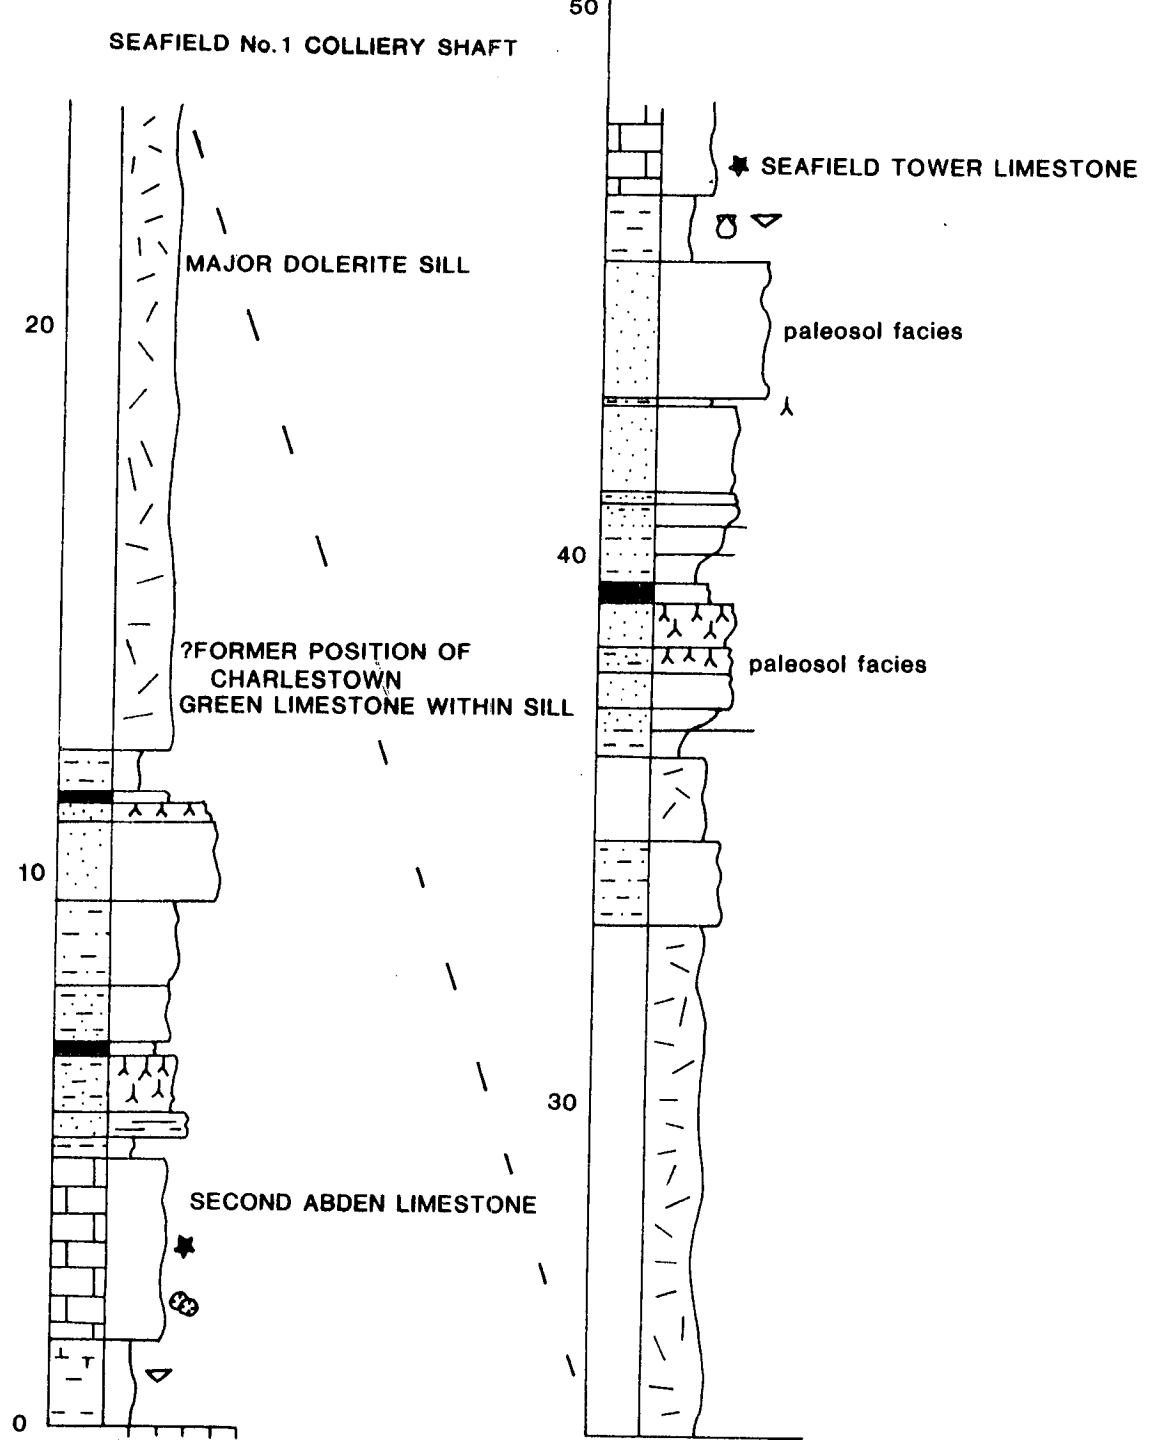 SEAFIELD No.1 COLLIERY SHAFT
20
MAJOR DOLERITE SILL
?FORMER POSITION OF
CHARLESTOWN
GREEN LIMESTONE WITHIN SILL
10
SECOND ABDEN LIMESTONE
0
50
SEAFIELD TOWER LIMESTONE
paleosol facies
40
paleosol facies
30